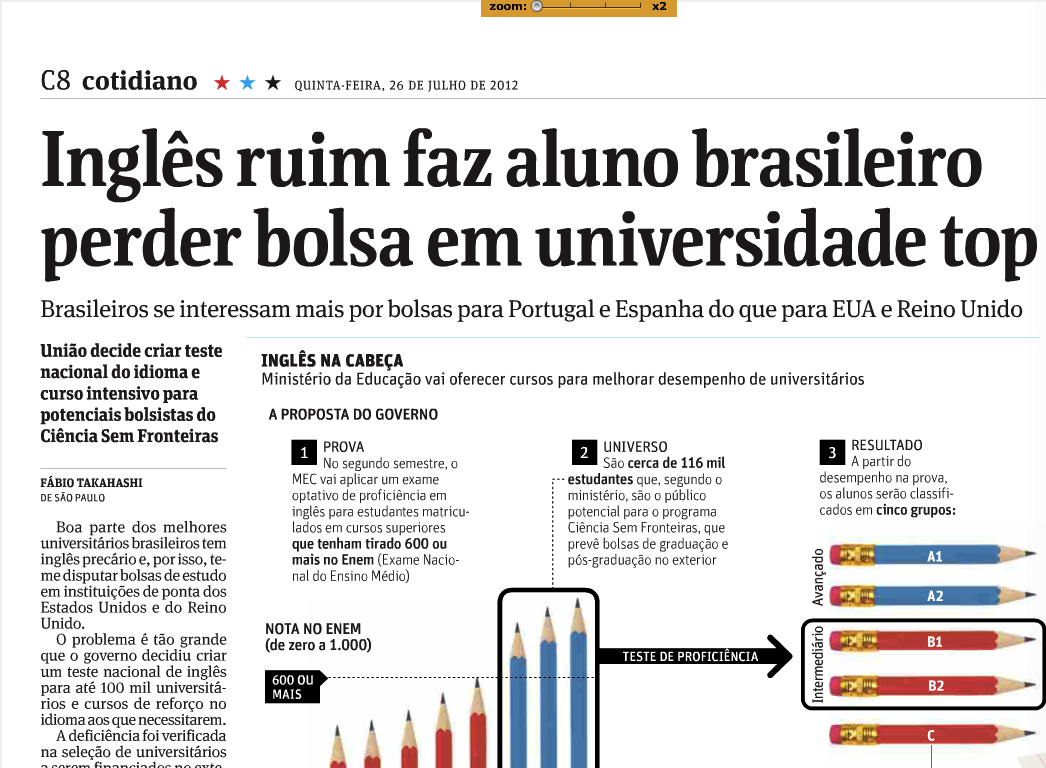 zoom: x2
C8 cotidiano ★ ★ ★ QUINTA-FEIRA, 26 DE JULHO DE 2012
Inglês ruim faz aluno brasileiro
perder bolsa em universidade top
Brasileiros se interessam mais por bolsas para Portugal e Espanha do que para EUA e Reino Unido
União decide criar teste
nacional do idioma e
curso intensivo para
potenciais bolsistas do
Ciência Sem Fronteiras
FÁBIO TAKAHASHI
DE SÃO PAULO
Boa parte dos melhores
universitários brasileiros tem
inglês precário e, por isso, te-
me disputar bolsas de estudo
em instituições de ponta dos
Estados Unidos e do Reino
Unido.
O problema é tão grande
que o governo decidiu criar
um teste nacional de inglês
para até 100 mil universitá-
rios e cursos de reforço no
idioma aos que necessitarem.
A deficiência foi verificada
na seleção de universitários
a serem financiados no exte-
INGLÊS NA CABEÇA
Ministério da Educação vai oferecer cursos para melhorar desempenho de universitários
A PROPOSTA DO GOVERNO
1 PROVA
No segundo semestre, o
MEC vai aplicar um exame
optativo de proficiência em
inglês para estudantes matricu-
lados em cursos superiores
que tenham tirado 600 ou
mais no Enem (Exame Nacio-
nal do Ensino Médio)
2 UNIVERSO
São cerca de 116 mil
estudantes que, segundo o
ministério, são o público
potencial para o programa
Ciência Sem Fronteiras, que
prevê bolsas de graduação e
pós-graduação no exterior
3 RESULTADO
A partir do
desempenho na prova,
os alunos serão classifi-
cados em cinco grupos:
NOTA NO ENEM
(de zero a 1.000)
600 OU
MAIS
TESTE DE PROFICIÊNCIA
Avançado
A1
A2
Intermediário
B1
B2
C